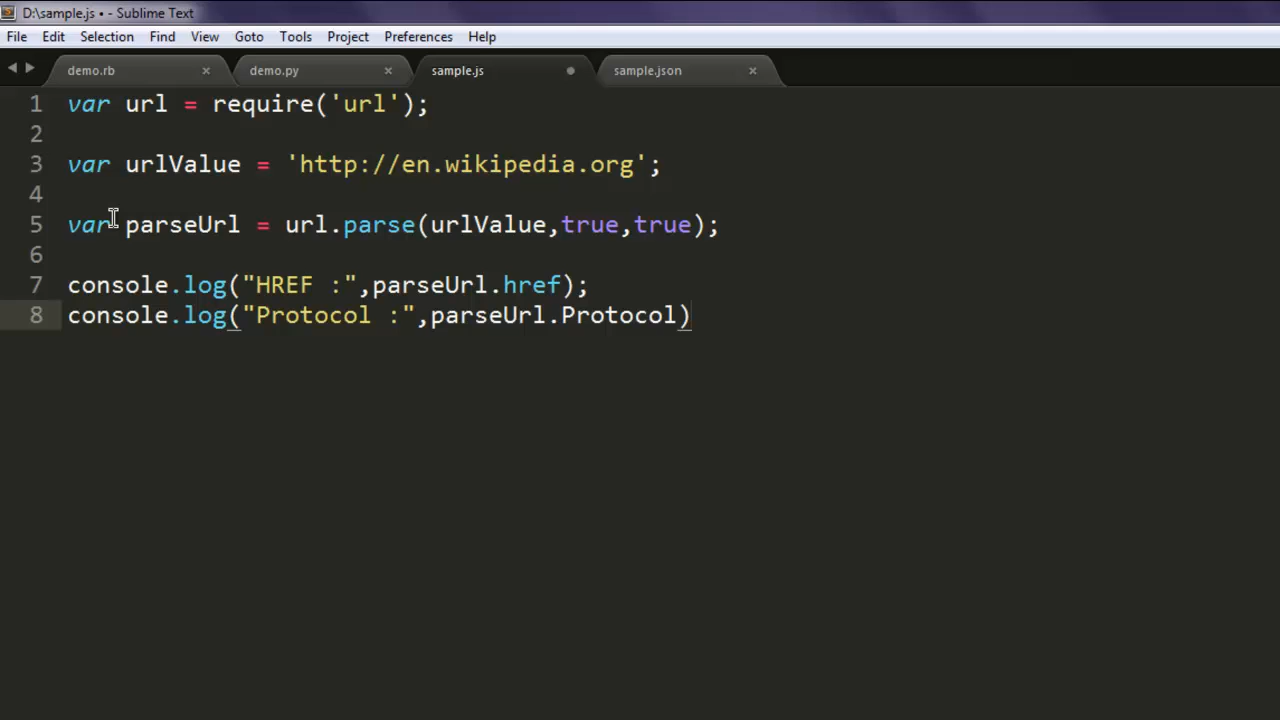 D:\sample.js • - Sublime Text
File Edit Selection Find View Goto Tools Project Preferences Help
demo.rb × demo.py × sample.js sample.json ×
1 var url = require('url');
2
3 var urlValue = 'http://en.wikipedia.org';
4
5 var parseUrl = url.parse(urlValue,true,true);
6
7 console.log("HREF :",parseUrl.href);
8 console.log("Protocol :",parseUrl.Protocol)